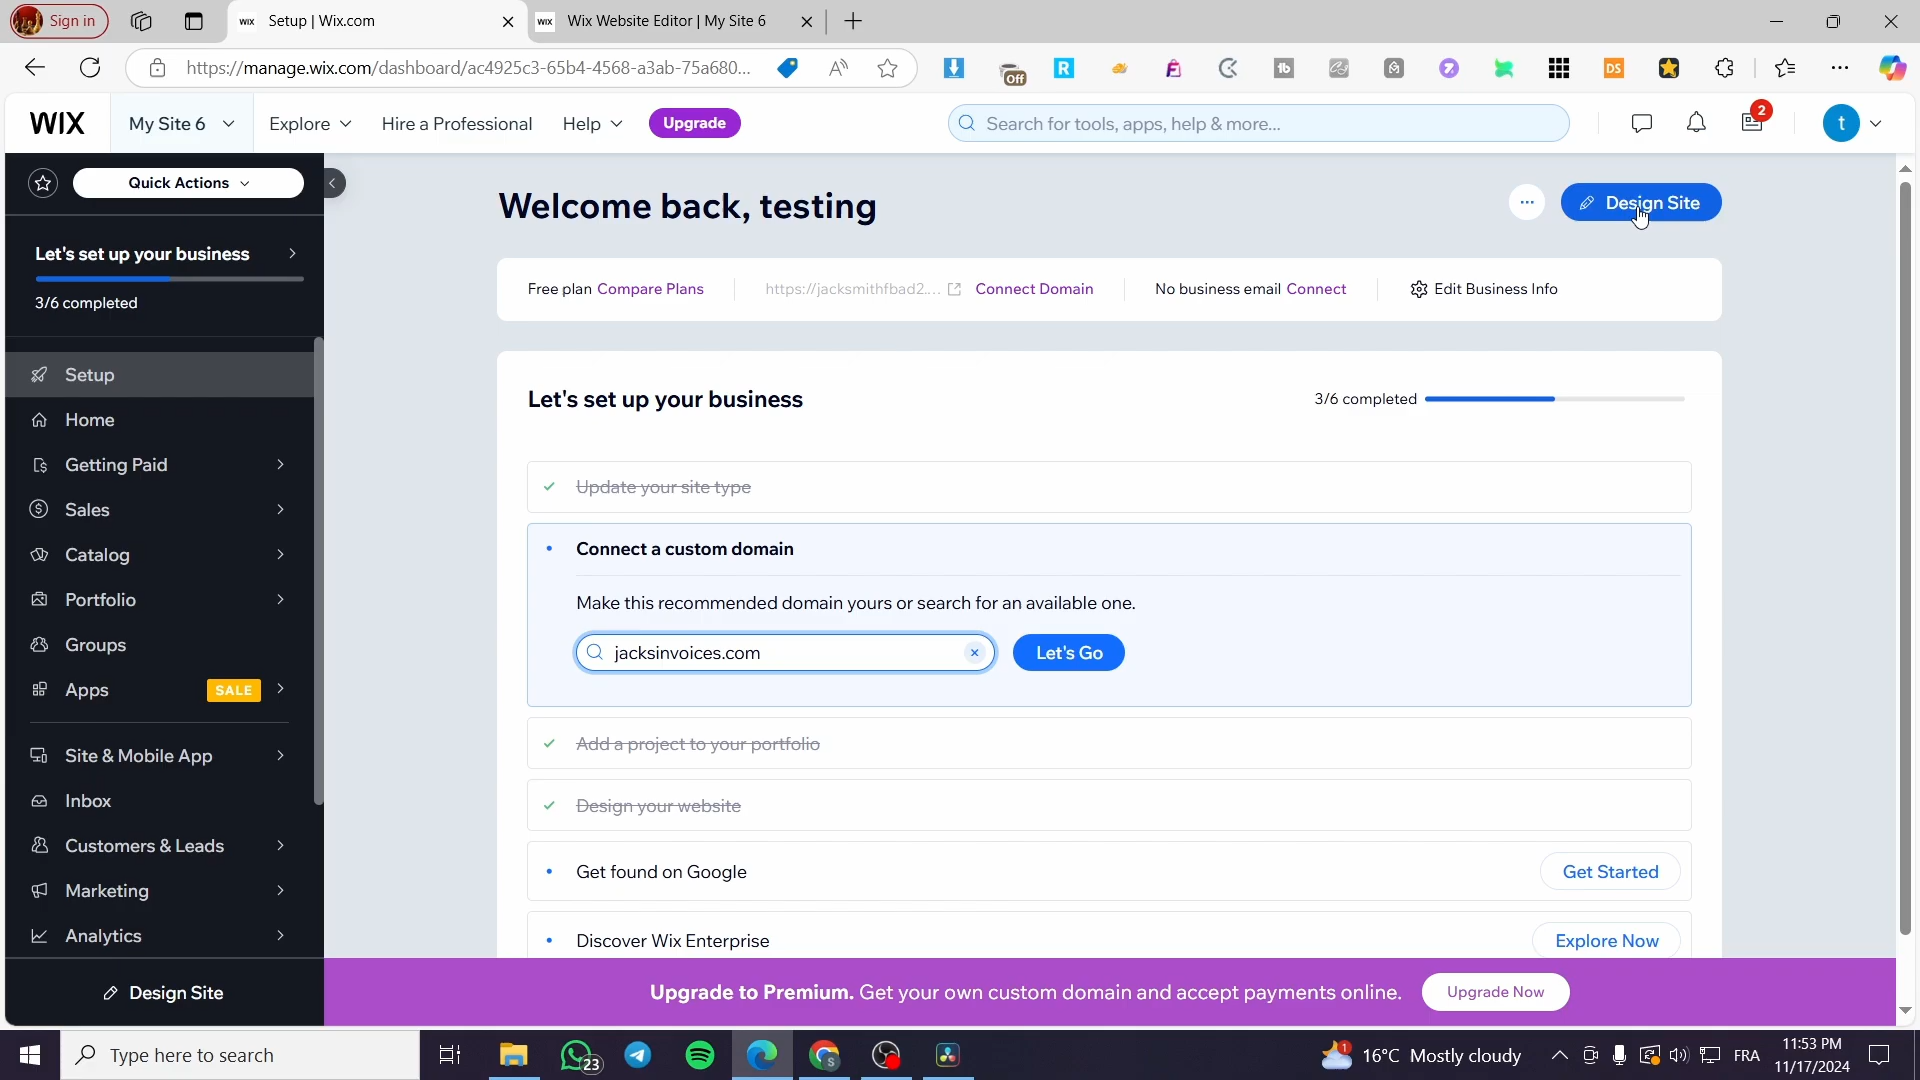 Sign in
WIX Setup | Wix.com
WIX Wix Website Editor | My Site 6
https://manage.wix.com/dashboard/ac4925c3-65b4-4568-a3ab-75a680...
Off
R
tb
DS
WIX
My Site 6
Explore
Hire a Professional
Help
Upgrade
Search for tools, apps, help & more...
2
t
Quick Actions
Let's set up your business
3/6 completed
Setup
Home
Getting Paid
Sales
Catalog
Portfolio
Groups
Apps
SALE
Site & Mobile App
Inbox
Customers & Leads
Marketing
Analytics
Design Site
Welcome back, testing
Design Site
Free plan Compare Plans
https://jacksmithfbad2.... Connect Domain
No business email Connect
Edit Business Info
Let's set up your business
3/6 completed
Update your site type
Connect a custom domain
Make this recommended domain yours or search for an available one.
jacksinvoices.com
Let's Go
Add a project to your portfolio
Design your website
Get found on Google
Get Started
Discover Wix Enterprise
Explore Now
Upgrade to Premium. Get your own custom domain and accept payments online.
Upgrade Now
Type here to search
23
S
1
16°C Mostly cloudy
FRA
11:53 PM
11/17/2024